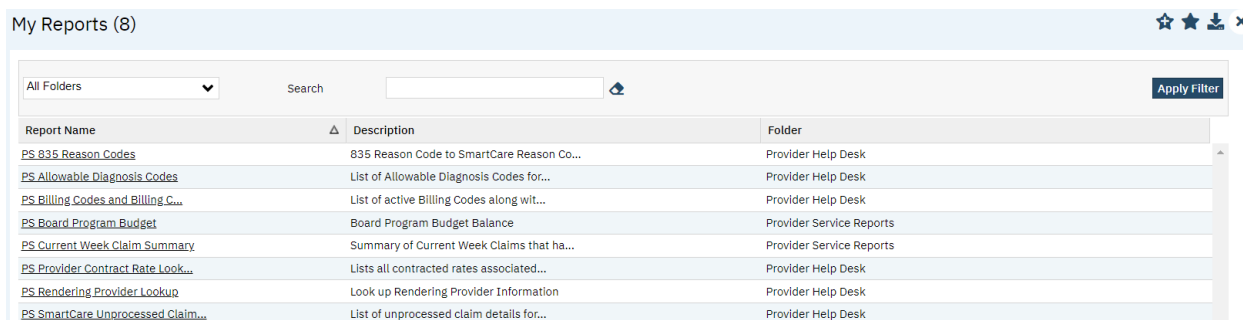 My Reports (8)
All Folders Search Apply Filter
Report Name Description Folder
PS 835 Reason Codes 835 Reason Code to SmartCare Reason Co... Provider Help Desk
PS Allowable Diagnosis Codes List of Allowable Diagnosis Codes for... Provider Help Desk
PS Billing Codes and Billing C... List of active Billing Codes along wit... Provider Help Desk
PS Board Program Budget Board Program Budget Balance Provider Service Reports
PS Current Week Claim Summary Summary of Current Week Claims that ha... Provider Service Reports
PS Provider Contract Rate Look... Lists all contracted rates associated... Provider Help Desk
PS Rendering Provider Lookup Look up Rendering Provider Information Provider Help Desk
PS SmartCare Unprocessed Claim... List of unprocessed claim details for... Provider Help Desk